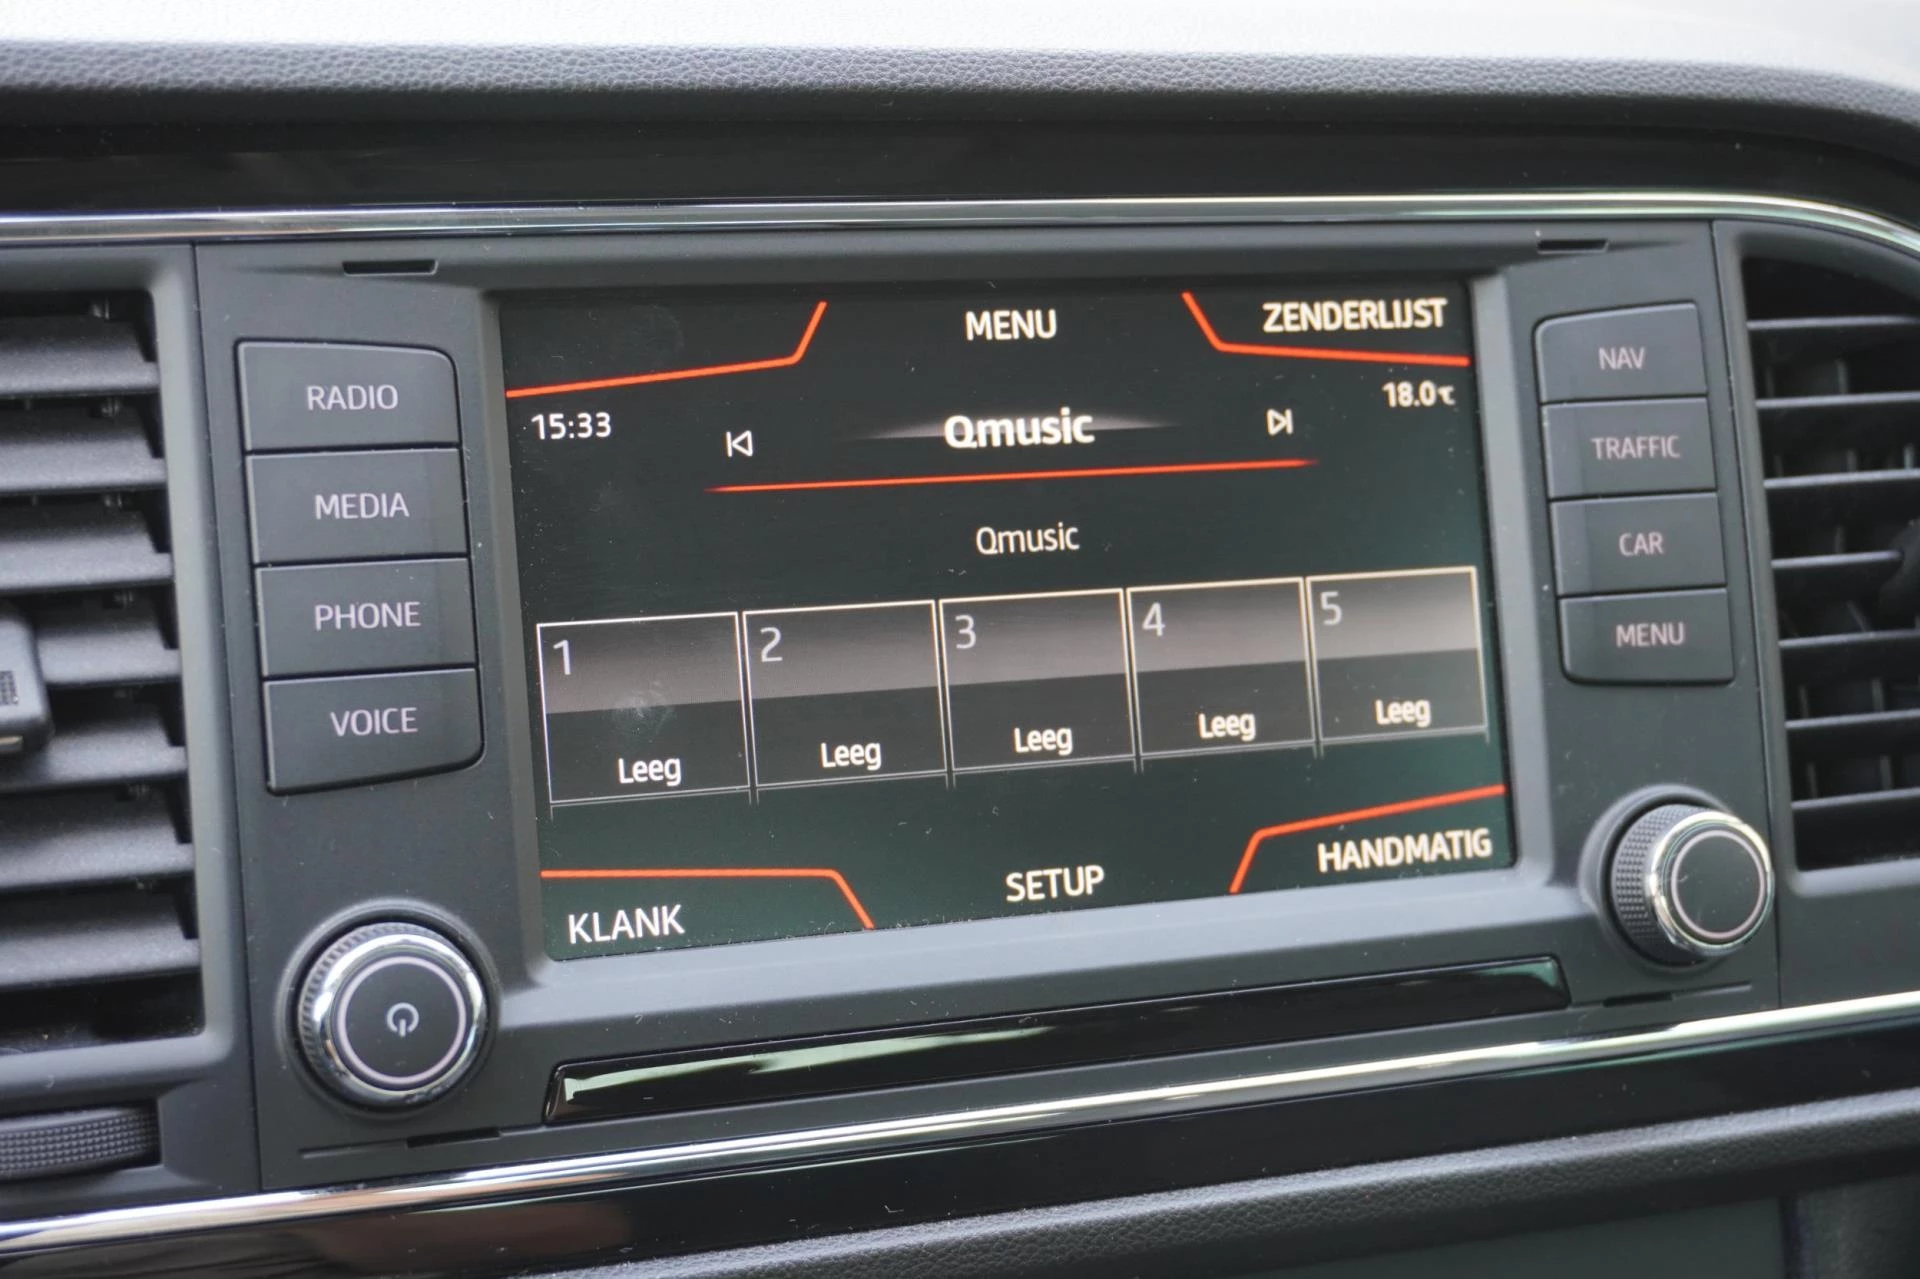 RADIO
MEDIA
PHONE
VOICE
MENU
ZENDERLIJST
15:33
Qmusic
18.0°C
Qmusic
1
2
3
4
5
Leeg
Leeg
Leeg
Leeg
Leeg
KLANK
SETUP
HANDMATIG
NAV
TRAFFIC
CAR
MENU